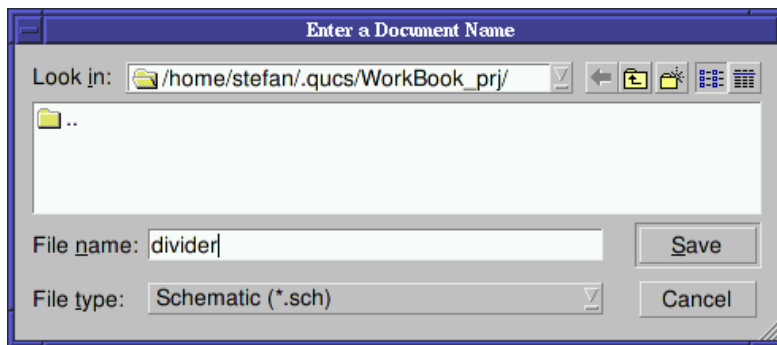 Enter a Document Name
Look in: /home/stefan/.qucs/WorkBook_prj/
..
File name: divider Save
File type: Schematic (*.sch) Cancel